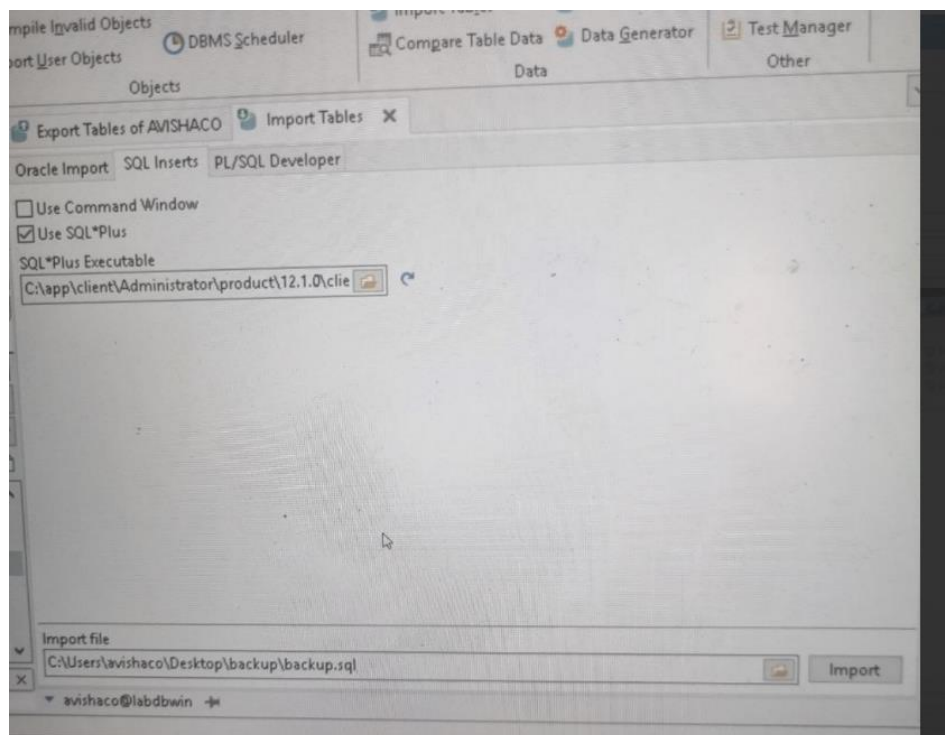 Invalid Objects
DBMS Scheduler
User Objects
Objects
Compare Table Data
Data Generator
Data
Test Manager
Other
Export Tables of AVISHACO
Import Tables
Oracle Import SQL Inserts PL/SQL Developer
Use Command Window
Use SQL*Plus
SQL*Plus Executable
C:\app\client\Administrator\product\12.1.0\clie
Import file
C:\Users\avishaco\Desktop\backup\backup.sql
Import
avishaco@labdbwin